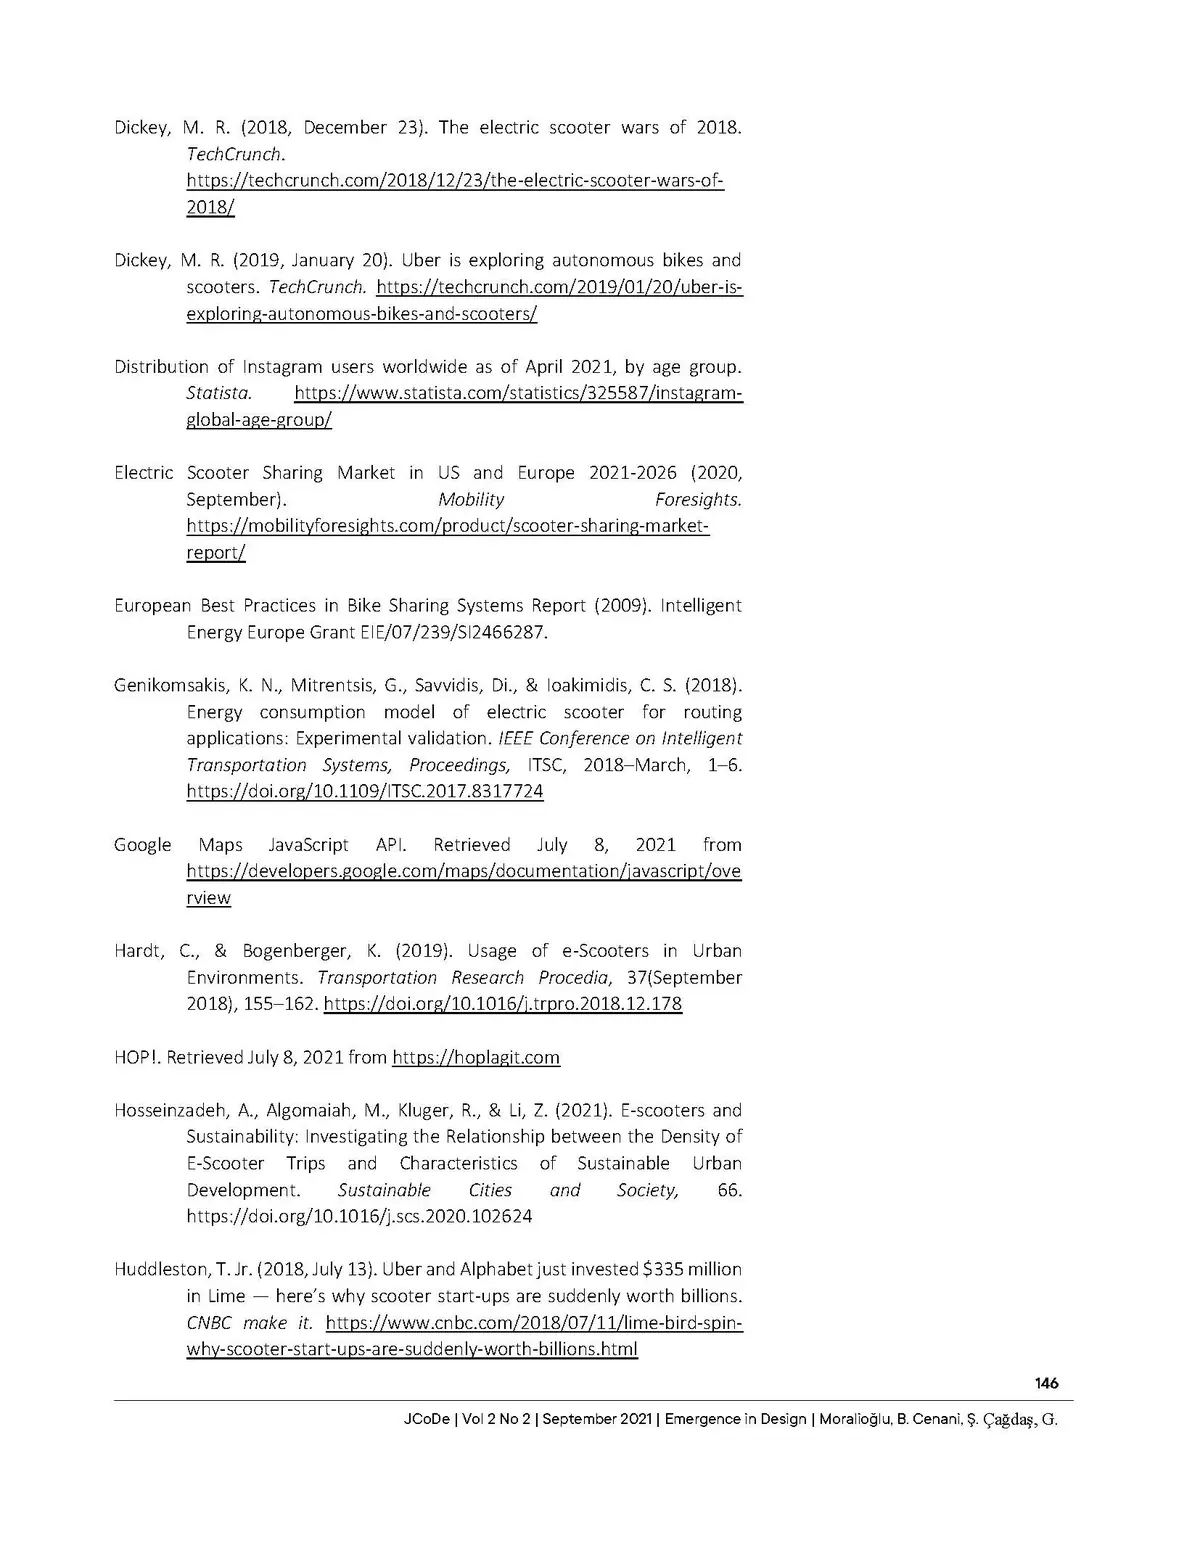 Dickey, M. R. (2018, December 23). The electric scooter wars of 2018.
TechCrunch.
https://techcrunch.com/2018/12/23/the-electric-scooter-wars-of-
2018/
Dickey, M. R. (2019, January 20). Uber is exploring autonomous bikes and
scooters. TechCrunch. https://techcrunch.com/2019/01/20/uber-is-
exploring-autonomous-bikes-and-scooters/
Distribution of Instagram users worldwide as of April 2021, by age group.
Statista. https://www.statista.com/statistics/325587/instagram-
global-age-group/
Electric Scooter Sharing Market in US and Europe 2021-2026 (2020,
September). Mobility Foresights.
https://mobilityforesights.com/product/scooter-sharing-market-
report/
European Best Practices in Bike Sharing Systems Report (2009). Intelligent
Energy Europe Grant EIE/07/239/SI2466287.
Genikomsakis, K. N., Mitrentsis, G., Savvidis, Di., & Ioakimidis, C. S. (2018).
Energy consumption model of electric scooter for routing
applications: Experimental validation. IEEE Conference on Intelligent
Transportation Systems, Proceedings, ITSC, 2018–March, 1–6.
https://doi.org/10.1109/ITSC.2017.8317724
Google Maps JavaScript API. Retrieved July 8, 2021 from
https://developers.google.com/maps/documentation/javascript/ove
rview
Hardt, C., & Bogenberger, K. (2019). Usage of e-Scooters in Urban
Environments. Transportation Research Procedia, 37(September
2018), 155–162. https://doi.org/10.1016/j.trpro.2018.12.178
HOP!. Retrieved July 8, 2021 from https://hoplagit.com
Hosseinzadeh, A., Algomaiah, M., Kluger, R., & Li, Z. (2021). E-scooters and
Sustainability: Investigating the Relationship between the Density of
E-Scooter Trips and Characteristics of Sustainable Urban
Development. Sustainable Cities and Society, 66.
https://doi.org/10.1016/j.scs.2020.102624
Huddleston, T. Jr. (2018, July 13). Uber and Alphabet just invested $335 million
in Lime — here’s why scooter start-ups are suddenly worth billions.
CNBC make it. https://www.cnbc.com/2018/07/11/lime-bird-spin-
why-scooter-start-ups-are-suddenly-worth-billions.html
146
JCoDe | Vol 2 No 2 | September 2021 | Emergence in Design | Moralioğlu, B. Cenani, Ş. Çağdaş, G.